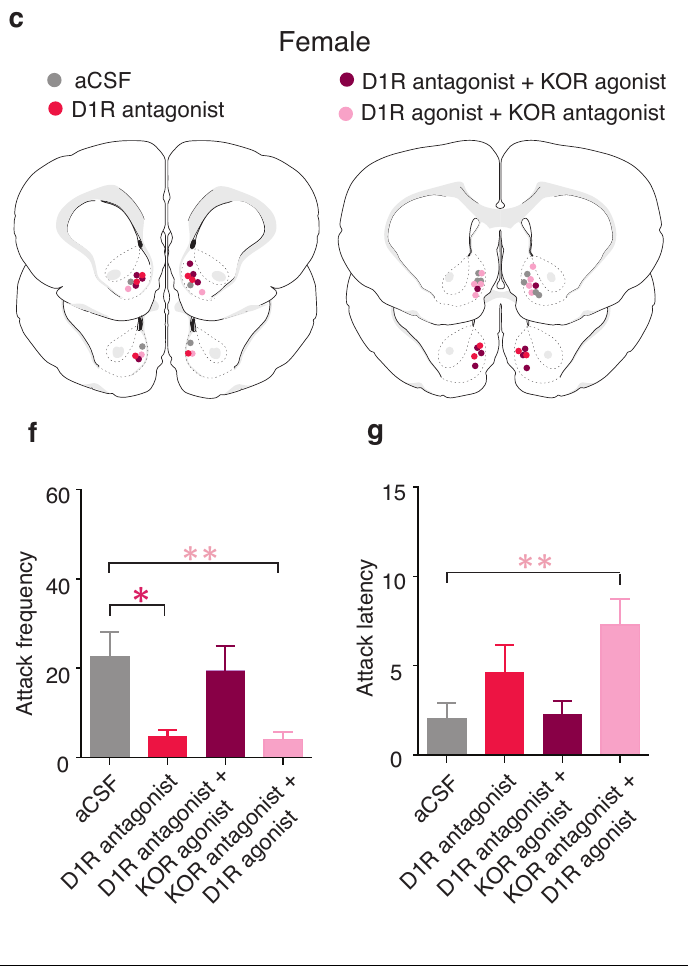 c
Female
aCSF
D1R antagonist
D1R antagonist + KOR agonist
D1R agonist + KOR antagonist
f
60
40
20
0
Attack frequency
**
*
aCSF
D1R antagonist
D1R antagonist +
KOR agonist
KOR antagonist +
D1R agonist
g
15
10
5
0
Attack latency
**
aCSF
D1R antagonist
D1R antagonist +
KOR agonist
KOR antagonist +
D1R agonist